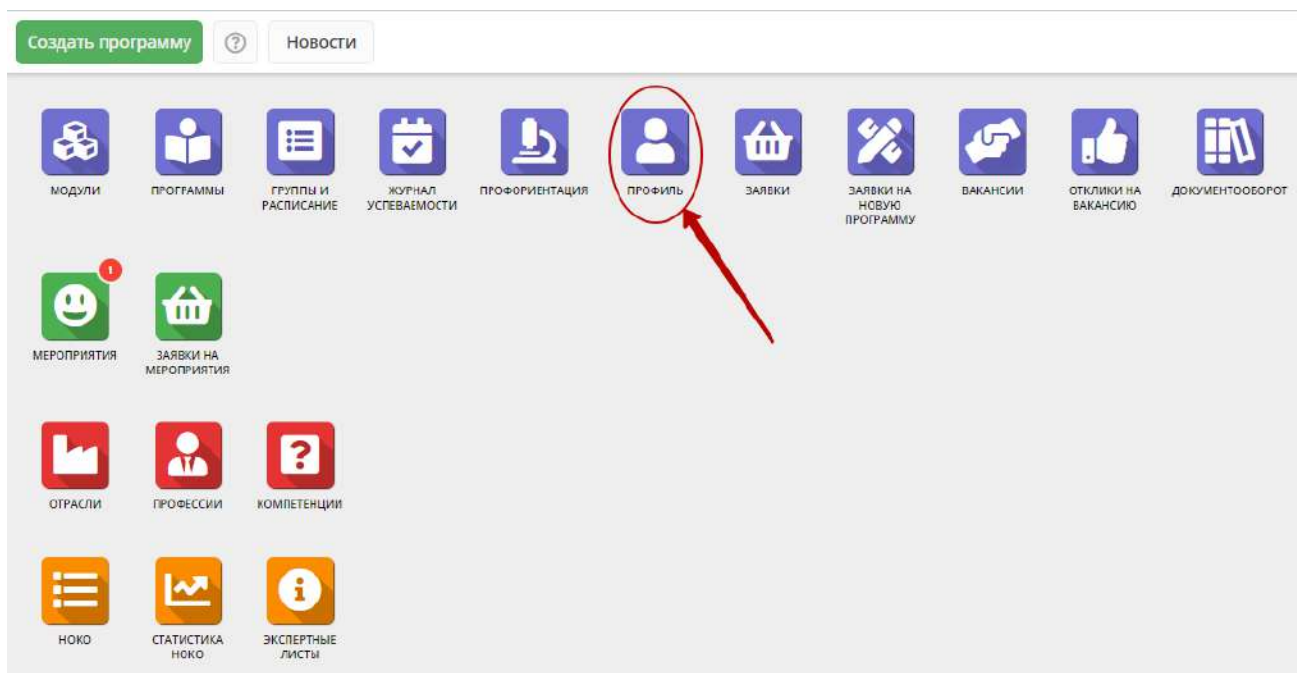 Создать программу
?
Новости
МОДУЛИ
ПРОГРАММЫ
ГРУППЫ И
РАСПИСАНИЕ
ЖУРНАЛ
УСПЕВАЕМОСТИ
ПРОФОРИЕНТАЦИЯ
ПРОФИЛЬ
ЗАЯВКИ
ЗАЯВКИ НА
НОВУЮ
ПРОГРАММУ
ВАКАНСИИ
ОТКЛИКИ НА
ВАКАНСИЮ
ДОКУМЕНТООБОРОТ
1
МЕРОПРИЯТИЯ
ЗАЯВКИ НА
МЕРОПРИЯТИЯ
ОТРАСЛИ
ПРОФЕССИИ
?
КОМПЕТЕНЦИИ
НОКО
СТАТИСТИКА
НОКО
i
ЭКСПЕРТНЫЕ
ЛИСТЫ